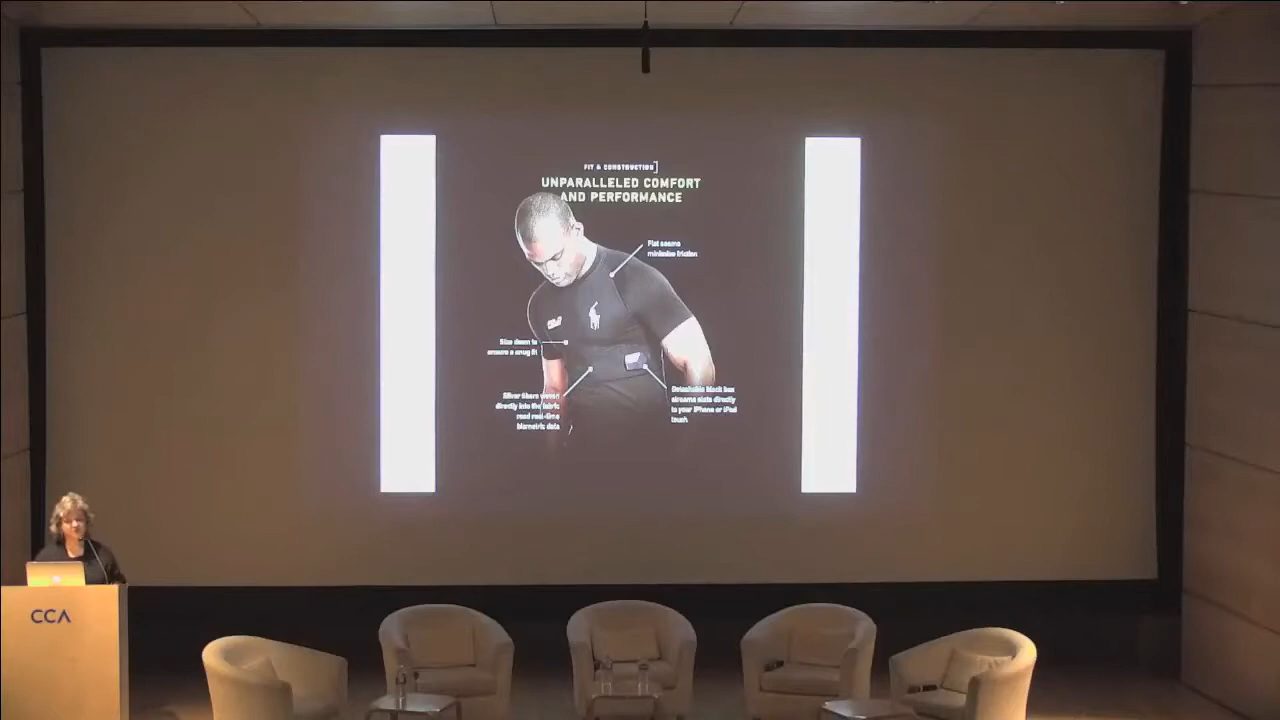 FIT & CONSTRUCTION]
UNPARALLELED COMFORT
AND PERFORMANCE
Flat seams
minimize friction
Size down to
ensure a snug fit
Silver fibers woven
directly into the fabric
read real-time
biometric data
Detachable black box
streams stats directly
to your iPhone or iPod
touch
CCA